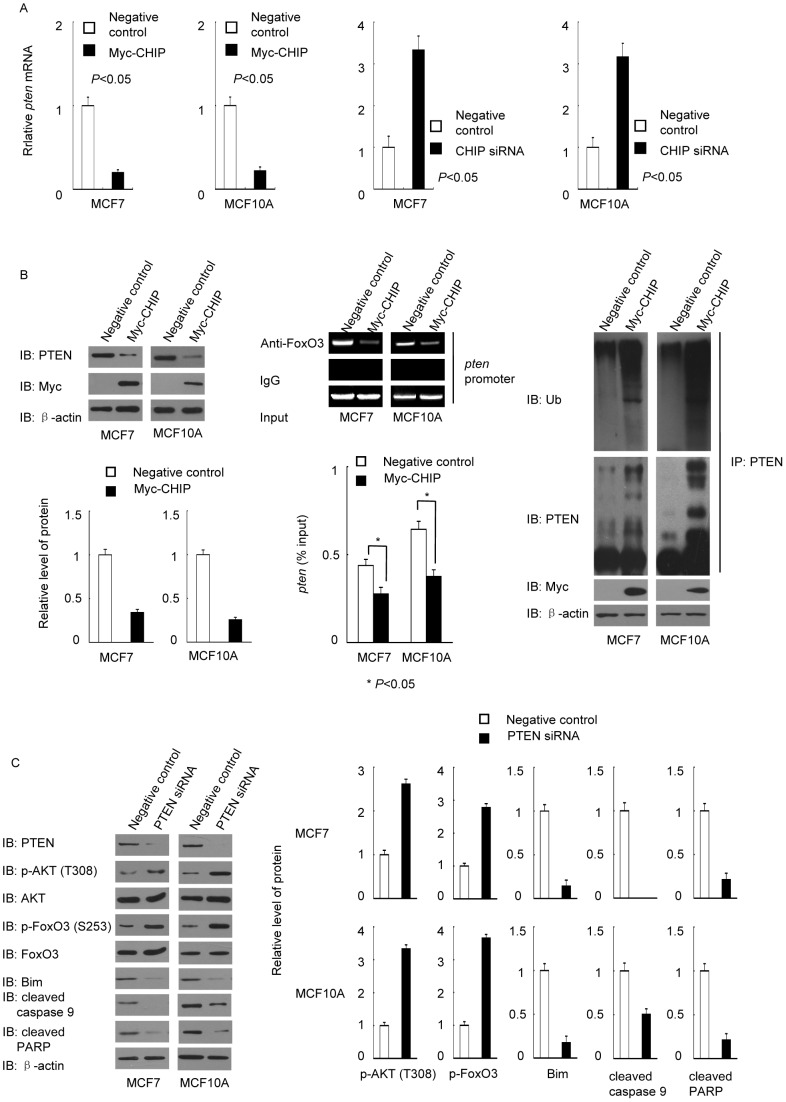 A
Rrlative pten mRNA
2
1
0
Negative
control
Myc-CHIP
P<0.05
MCF7
2
1
0
Negative
control
Myc-CHIP
P<0.05
MCF10A
4
3
2
1
0
Negative
control
CHIP siRNA
P<0.05
MCF7
4
3
2
1
0
Negative
control
CHIP siRNA
P<0.05
MCF10A
B
Negative control
Myc-CHIP
Negative control
Myc-CHIP
IB: PTEN
IB: Myc
IB: β-actin
MCF7
MCF10A
Negative control
Myc-CHIP
Relative level of protein
1.5
1
0.5
0
MCF7
1.5
1
0.5
0
MCF10A
Negative control
Myc-CHIP
Negative control
Myc-CHIP
Anti-FoxO3
IgG
Input
pten
promoter
MCF7
MCF10A
Negative control
Myc-CHIP
pten (% input)
1
0.5
0
*
*
MCF7
MCF10A
* P<0.05
Negative control
Myc-CHIP
Negative control
Myc-CHIP
IB: Ub
IB: PTEN
IP: PTEN
IB: Myc
IB: β-actin
MCF7
MCF10A
C
Negative control
PTEN siRNA
Negative control
PTEN siRNA
IB: PTEN
p-AKT (T308)
IB: AKT
p-FoxO3 (S253)
IB: FoxO3
IB: Bim
IB: cleaved
caspase 9
IB: cleaved
PARP
IB: β-actin
MCF7
MCF10A
Negative control
PTEN siRNA
Relative level of protein
MCF7
4
3
2
1
0
4
3
2
1
0
1.5
1
0.5
0
1.5
1
0.5
0
1.5
1
0.5
0
MCF10A
4
3
2
1
0
4
3
2
1
0
1.5
1
0.5
0
1.5
1
0.5
0
1.5
1
0.5
0
p-AKT (T308)
p-FoxO3
Bim
cleaved
caspase 9
cleaved
PARP